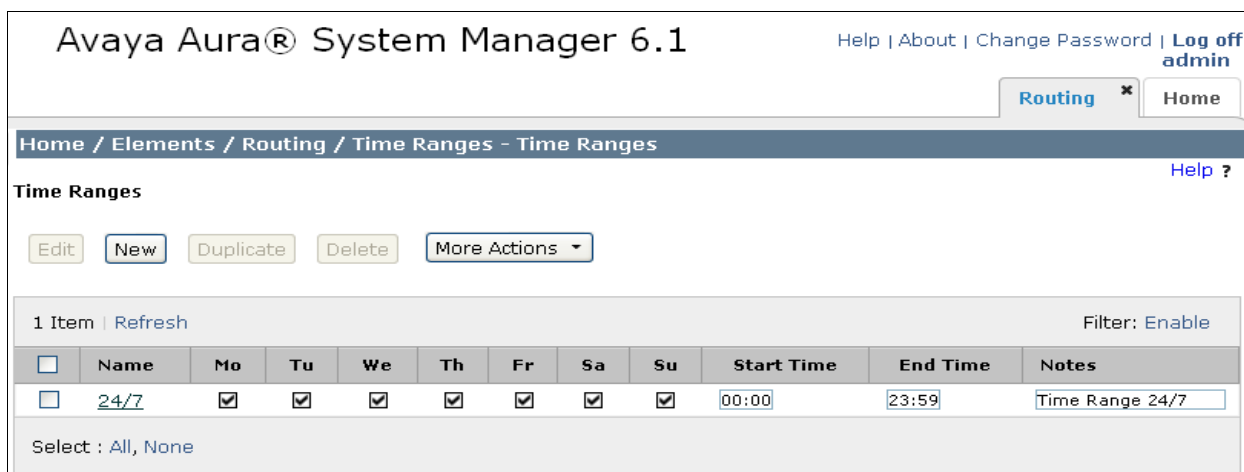 Avaya Aura® System Manager 6.1
Help | About | Change Password | Log off
admin
Routing ✖ Home
Home / Elements / Routing / Time Ranges - Time Ranges
Help ?
Time Ranges
Edit New Duplicate Delete More Actions
1 Item | Refresh Filter: Enable
Name Mo Tu We Th Fr Sa Su Start Time End Time Notes
24/7 00:00 23:59 Time Range 24/7
Select : All, None